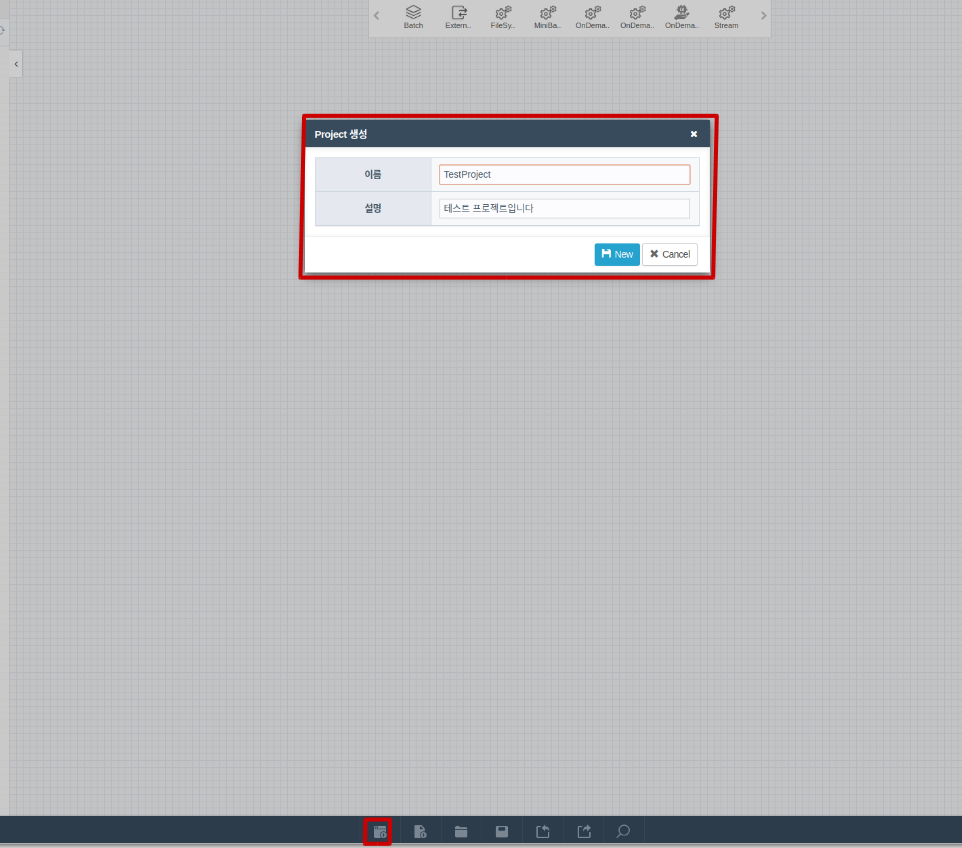 Batch
Extern..
FileSy..
MiniBa..
OnDema..
OnDema..
OnDema..
Stream
Project 생성
이름
TestProject
설명
테스트 프로젝트입니다
New
Cancel